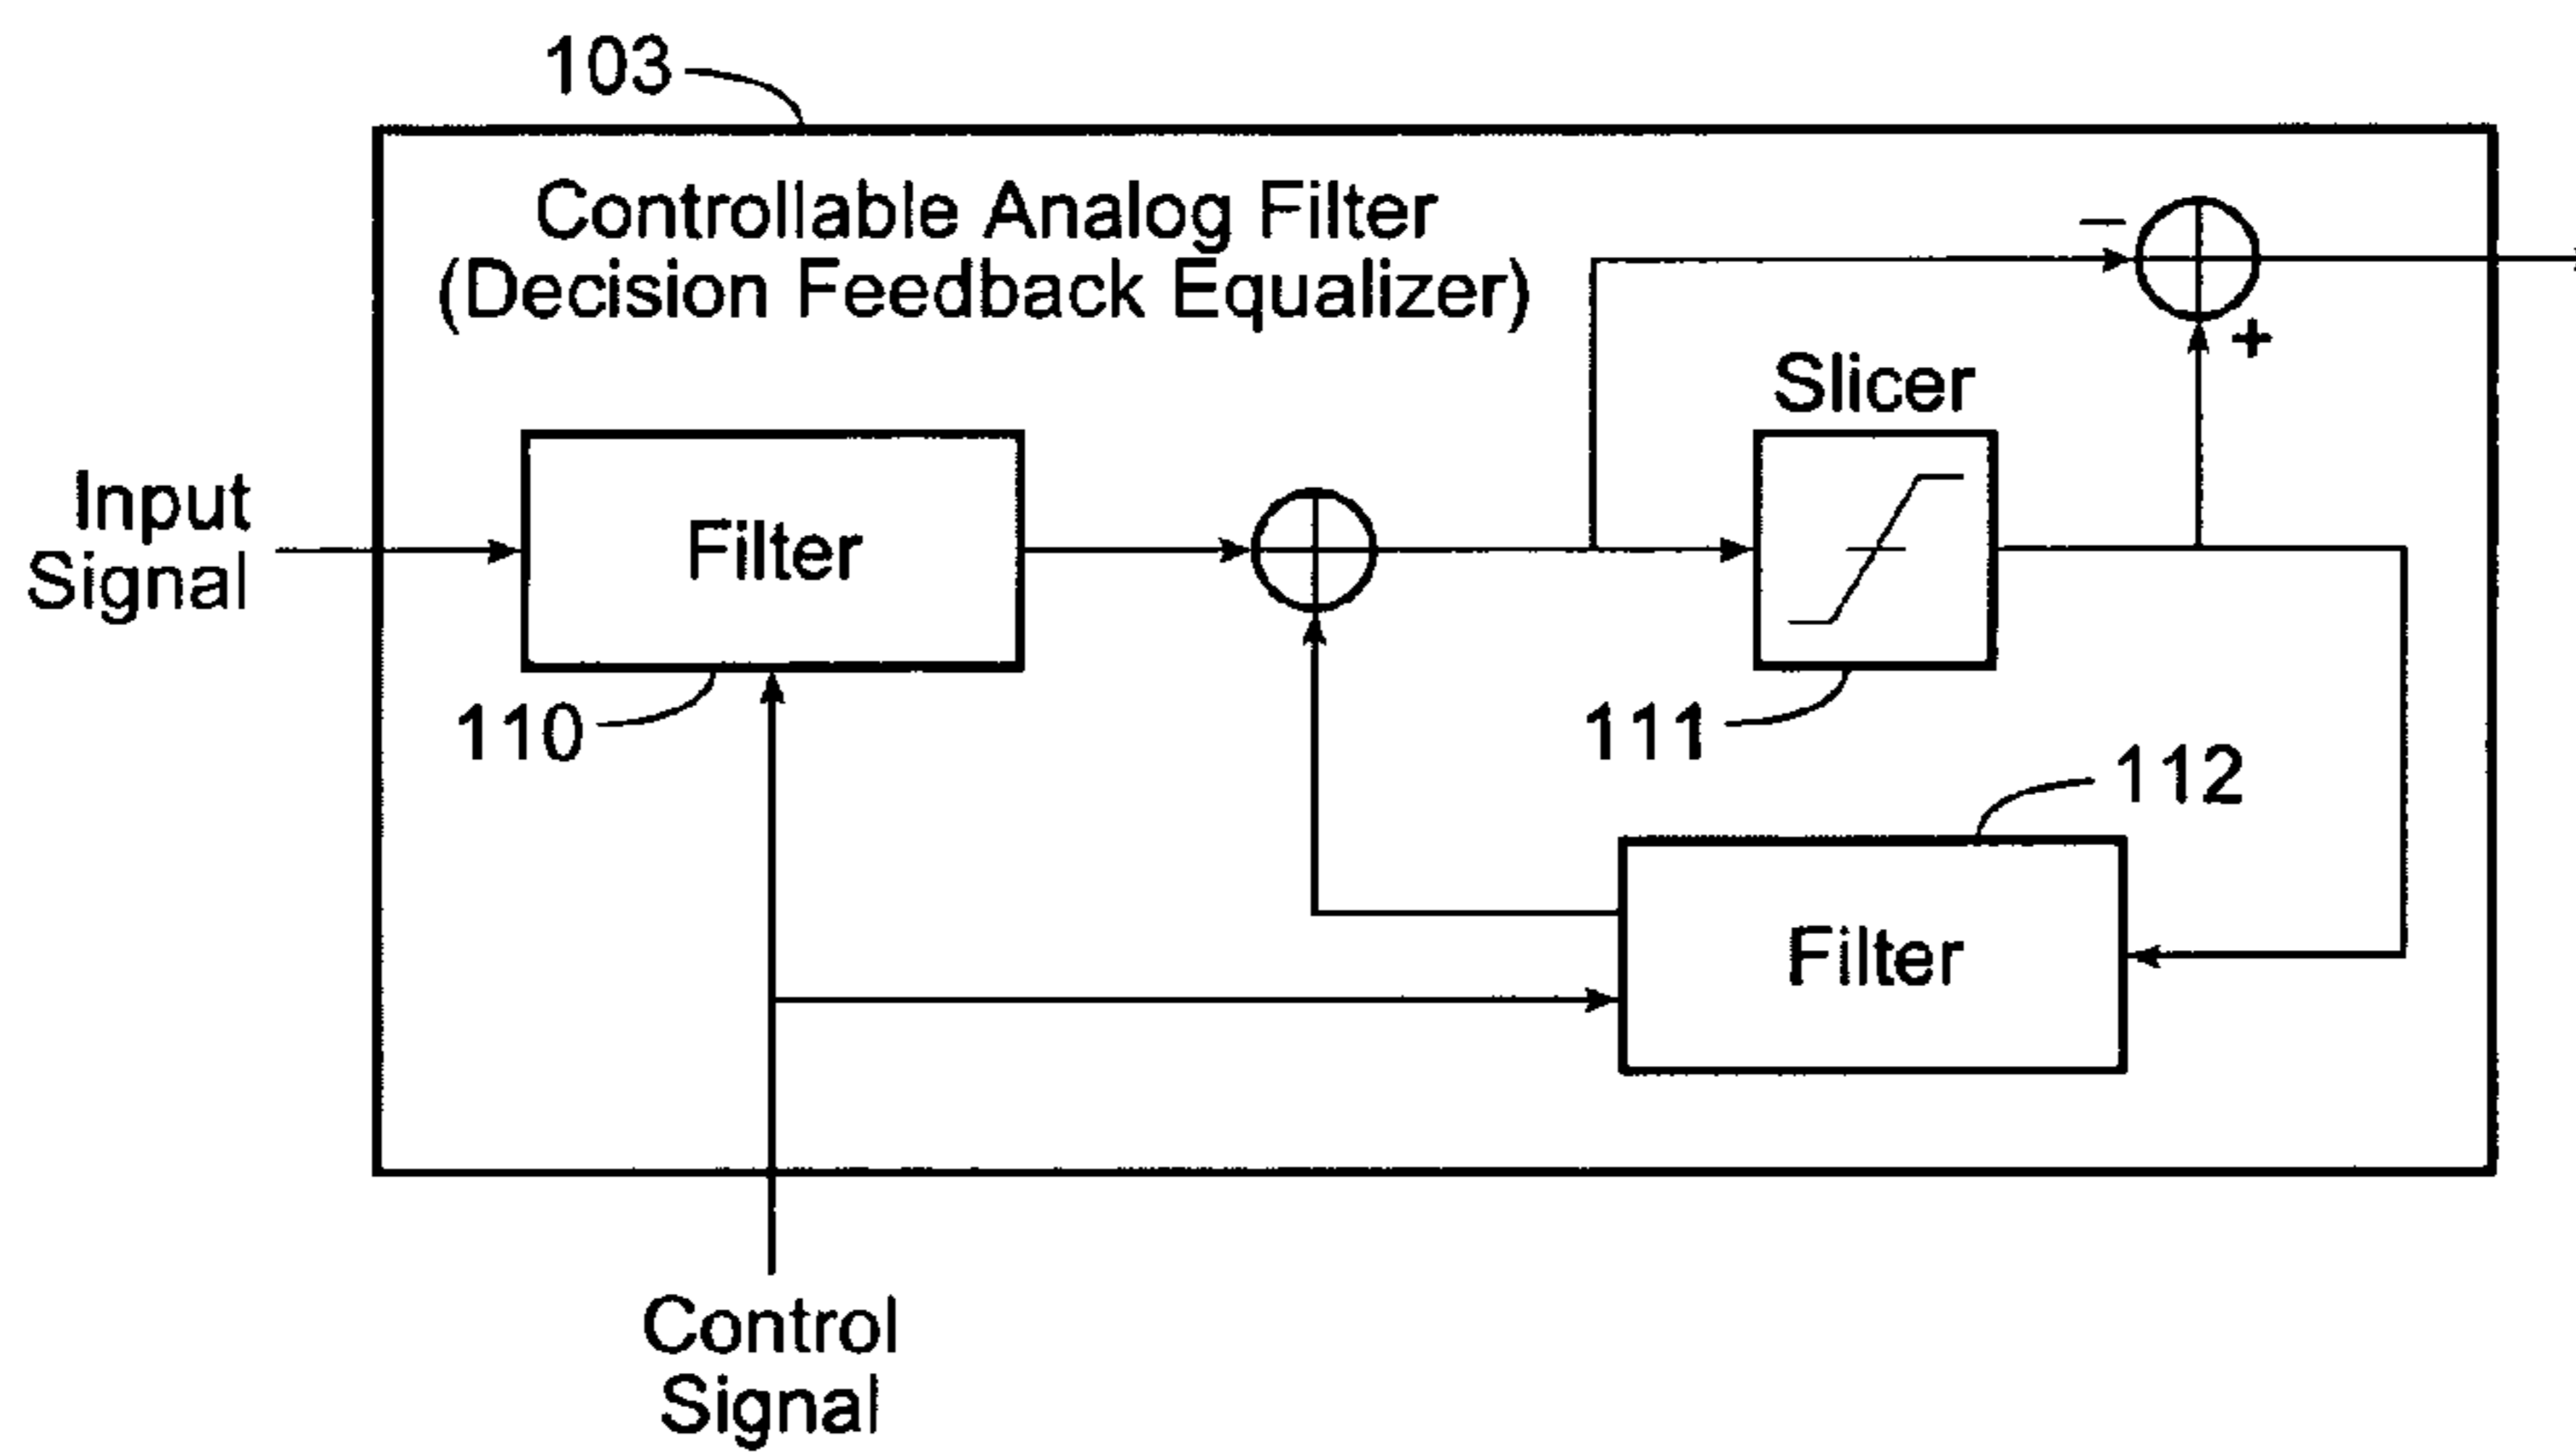 103
Controllable Analog Filter
(Decision Feedback Equalizer)
−
+
Slicer
Input
Signal
Filter
110
111
112
Filter
Control
Signal